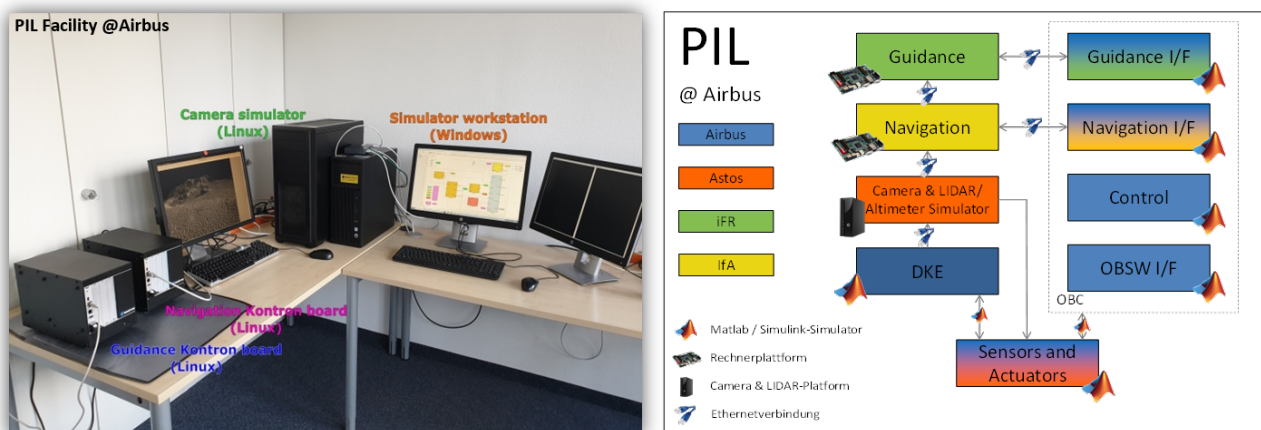 PIL Facility @Airbus
Camera simulator
(Linux)
Simulator workstation
(Windows)
Navigation Kontron board
(Linux)
Guidance Kontron board
(Linux)
PIL
@ Airbus
Airbus
Astos
iFR
IfA
Matlab / Simulink-Simulator
Rechnerplattform
Camera & LIDAR-Platform
Ethernetverbindung
Guidance
Navigation
Camera & LIDAR/
Altimeter Simulator
DKE
Guidance I/F
Navigation I/F
Control
OBSW I/F
OBC
Sensors and
Actuators